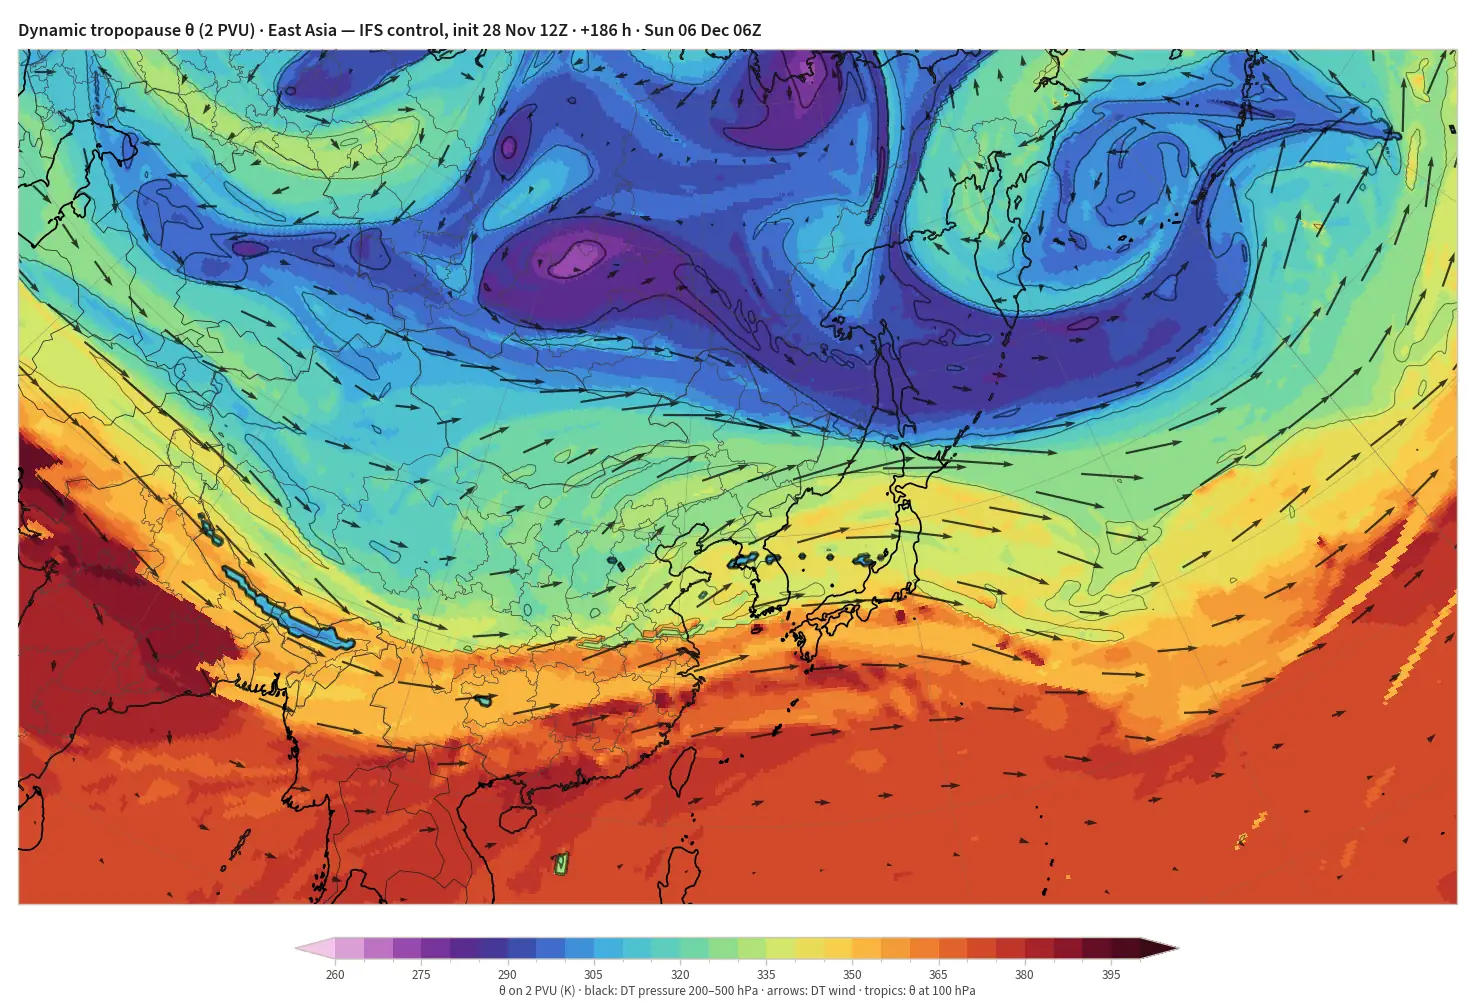 Dynamic tropopause θ (2 PVU) · East Asia — IFS control, init 28 Nov 12Z · +186 h · Sun 06 Dec 06Z
260 275 290 305 320 335 350 365 380 395
θ on 2 PVU (K) · black: DT pressure 200–500 hPa · arrows: DT wind · tropics: θ at 100 hPa